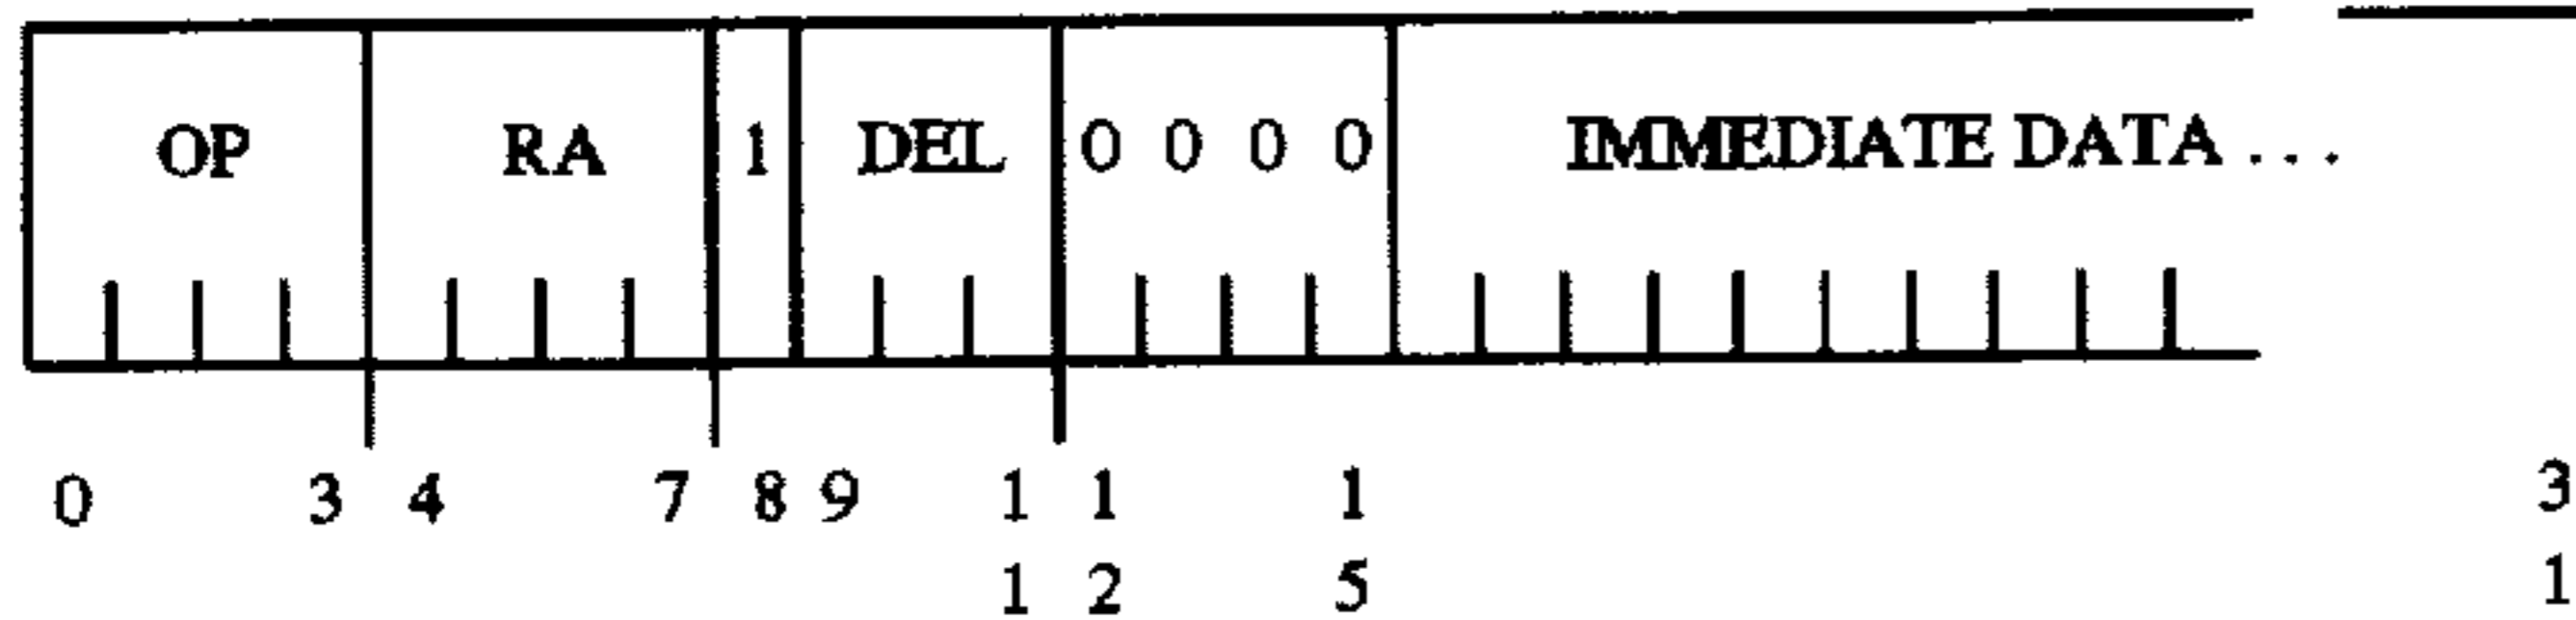 OP RA 1 DEL 0 0 0 0 IMMEDIATE DATA . . .
0 3 4 7 8 9 1 1 1 3
1 2 5 1